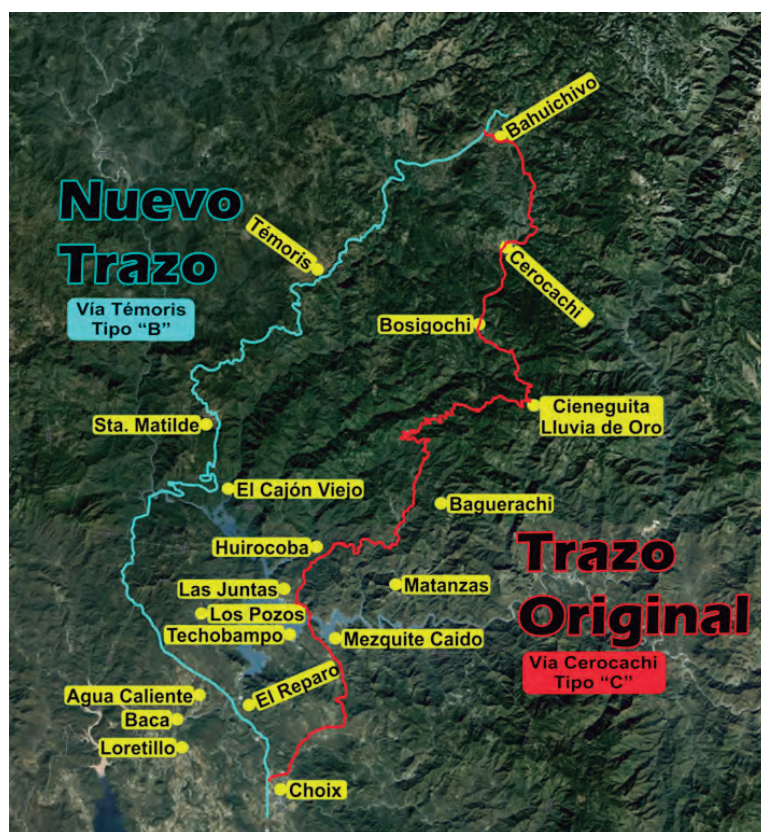 Bahuichivo
Nuevo
Trazo
Vía Témoris
Tipo “B”
Témoris
Cerocachi
Bosigochi
Cieneguita
Lluvia de Oro
Sta. Matilde
El Cajón Viejo
Baguerachi
Huirocoba
Trazo
Original
Vía Cerocachi
Tipo “C”
Las Juntas
Matanzas
Los Pozos
Techobampo
Mezquite Caido
Agua Caliente
El Reparo
Baca
Loretillo
Choix